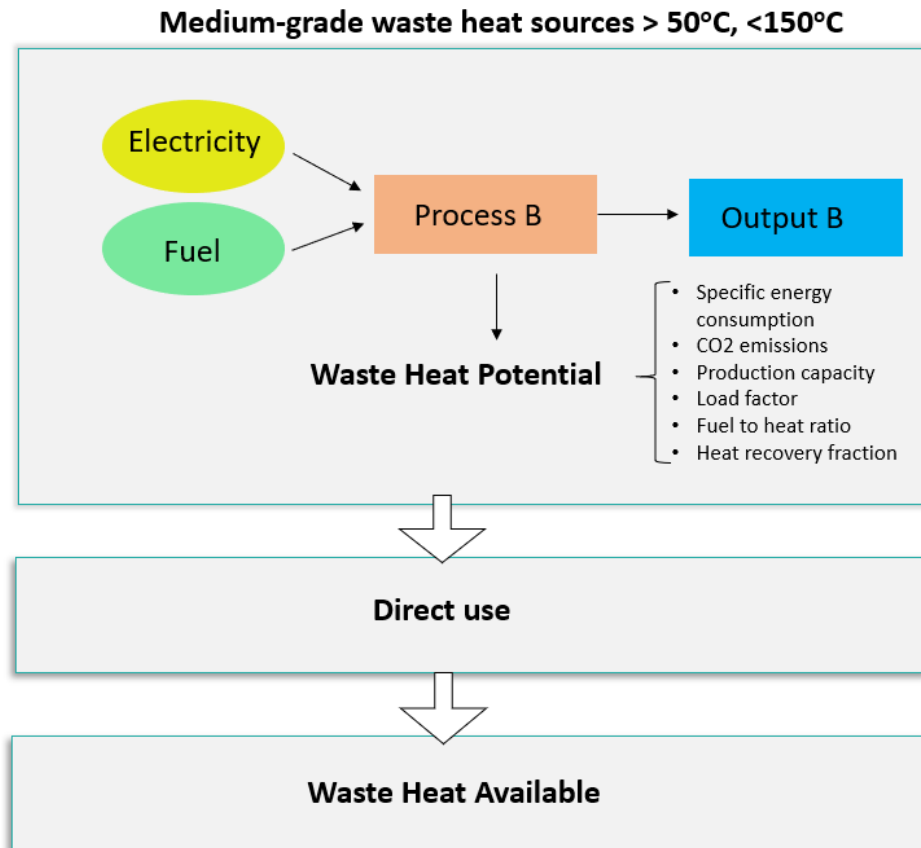 Medium-grade waste heat sources > 50°C, <150°C
Electricity
Fuel
Process B
Output B
Waste Heat Potential
• Specific energy
consumption
• CO2 emissions
• Production capacity
• Load factor
• Fuel to heat ratio
• Heat recovery fraction
Direct use
Waste Heat Available